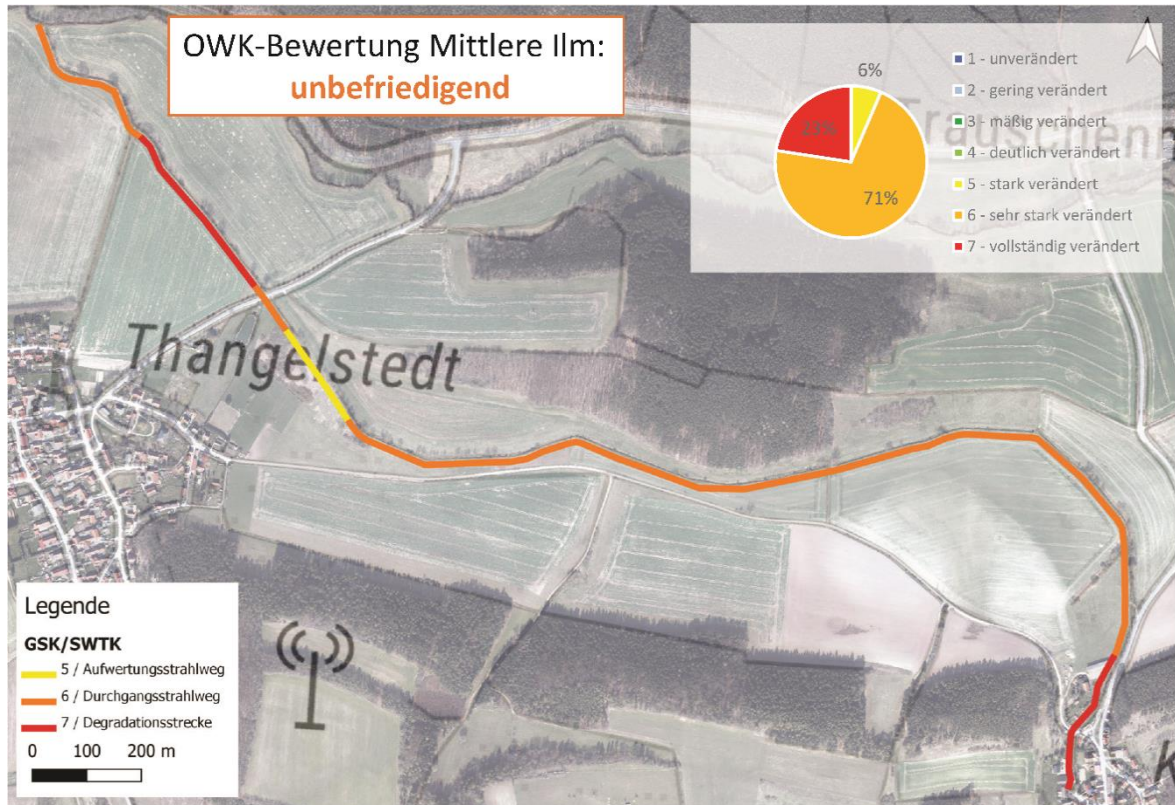 OWK-Bewertung Mittlere Ilm:
unbefriedigend
6%
23%
71%
1 - unverändert
2 - gering verändert
3 - mäßig verändert
4 - deutlich verändert
5 - stark verändert
6 - sehr stark verändert
7 - vollständig verändert
Thangelstedt
Legende
GSK/SWTK
5 / Aufwertungsstrahlweg
6 / Durchgangsstrahlweg
7 / Degradationsstrecke
0 100 200 m